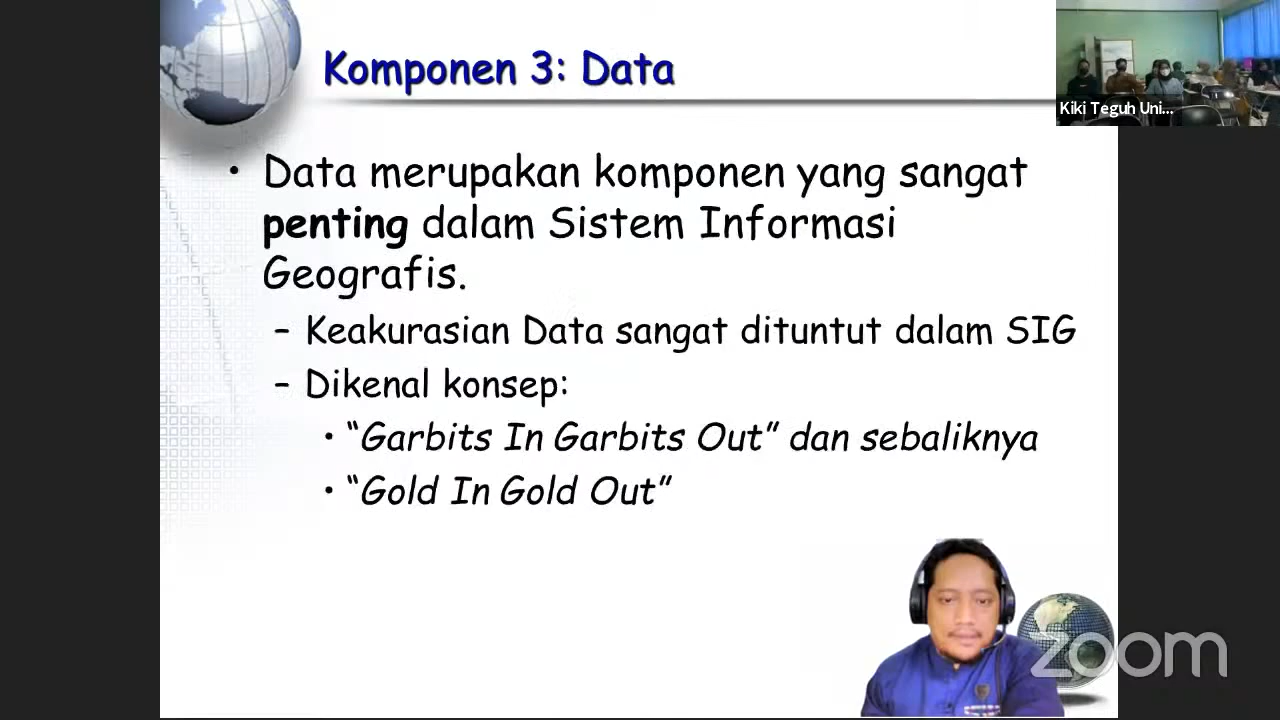 Komponen 3: Data
Kiki Teguh Uni...
• Data merupakan komponen yang sangat
penting dalam Sistem Informasi
Geografis.
– Keakurasian Data sangat dituntut dalam SIG
– Dikenal konsep:
• “Garbits In Garbits Out” dan sebaliknya
• “Gold In Gold Out”
zoom